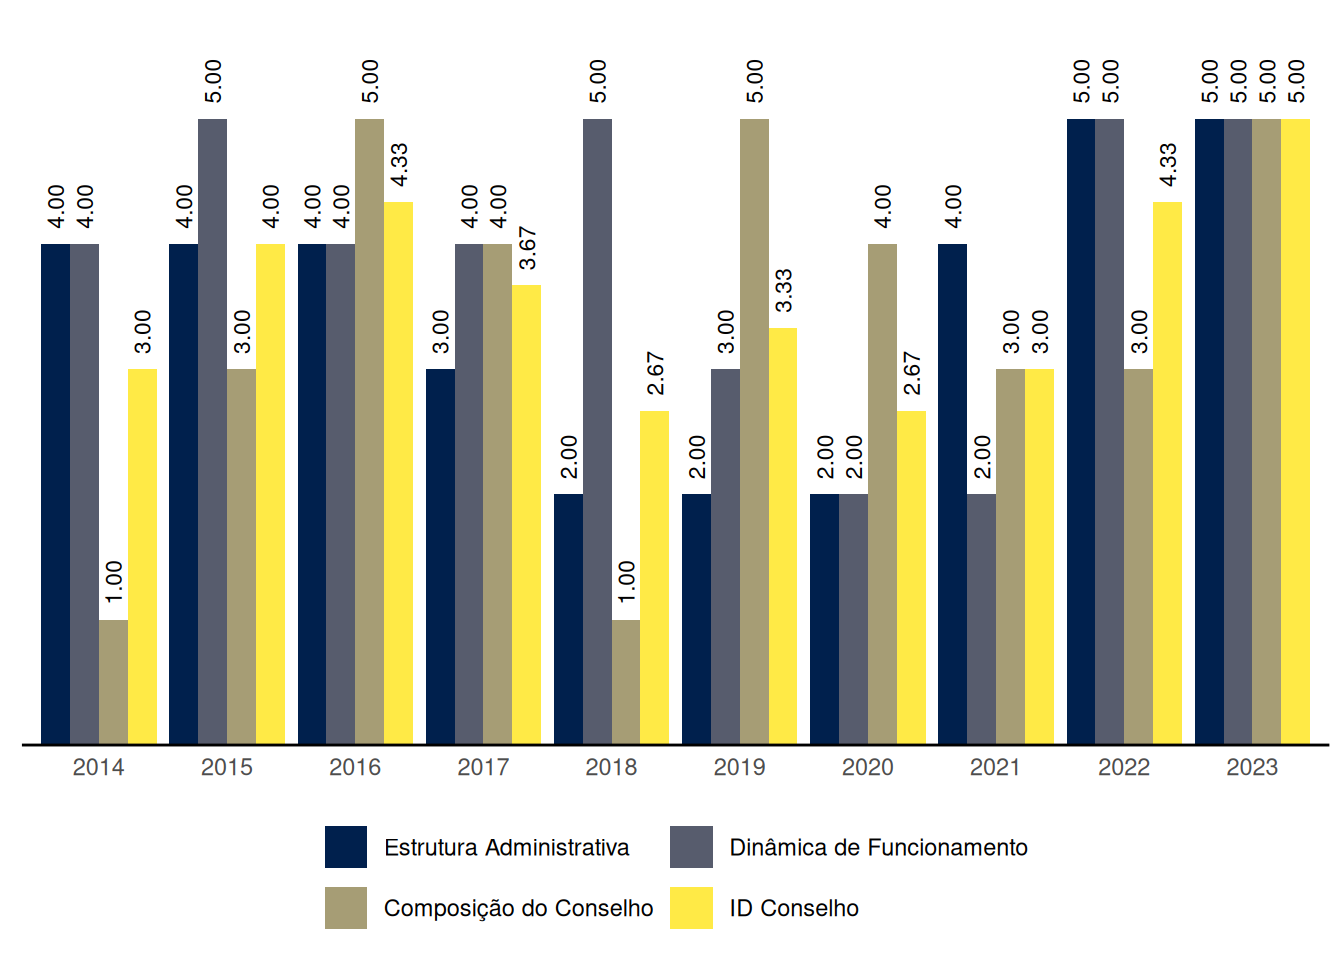 4.00 4.00 1.00 3.00 4.00 5.00 3.00 4.00 4.00 4.00 5.00 4.33 3.00 4.00 4.00 3.67 2.00 5.00 1.00 2.67 2.00 3.00 5.00 3.33 2.00 2.00 4.00 2.67 4.00 2.00 3.00 3.00 5.00 5.00 3.00 4.33 5.00 5.00 5.00 5.00
2014 2015 2016 2017 2018 2019 2020 2021 2022 2023
Estrutura Administrativa Dinâmica de Funcionamento
Composição do Conselho ID Conselho